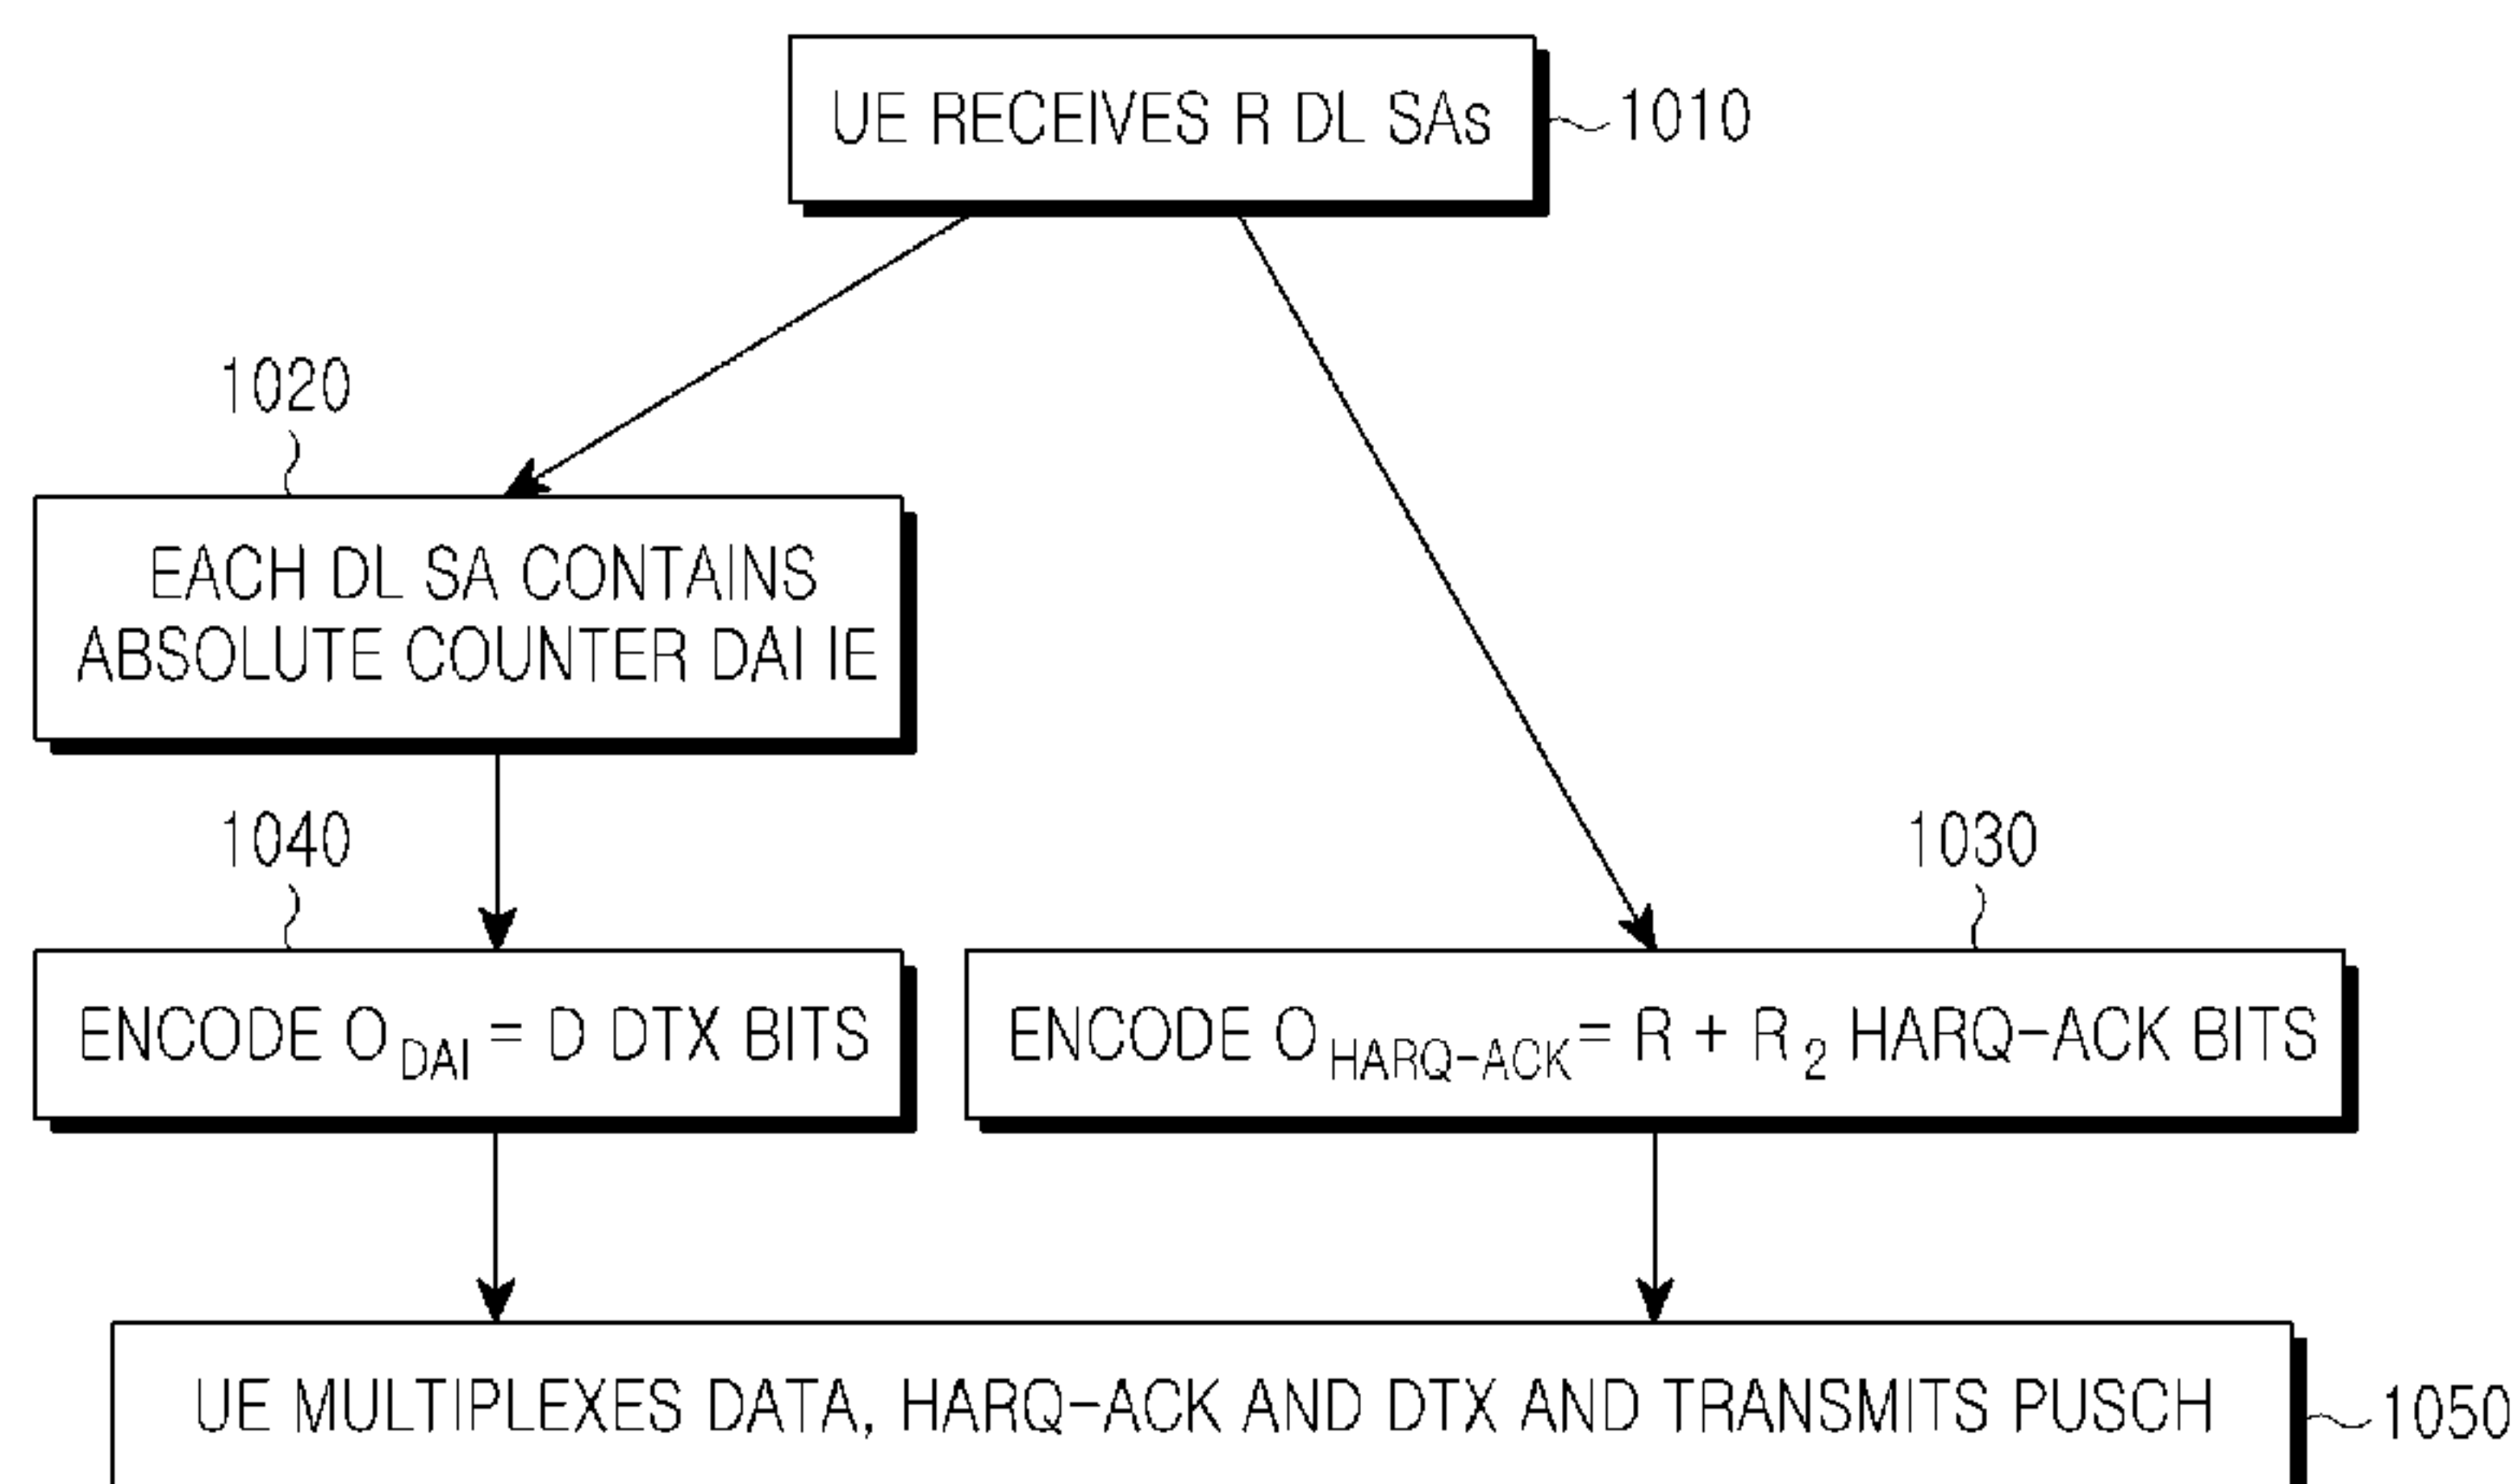 UE RECEIVES R DL SAs
1010
1020
EACH DL SA CONTAINS
ABSOLUTE COUNTER DAI IE
1040
1030
ENCODE O DAI = D DTX BITS
ENCODE O HARQ-ACK = R + R 2 HARQ-ACK BITS
UE MULTIPLEXES DATA, HARQ-ACK AND DTX AND TRANSMITS PUSCH
1050